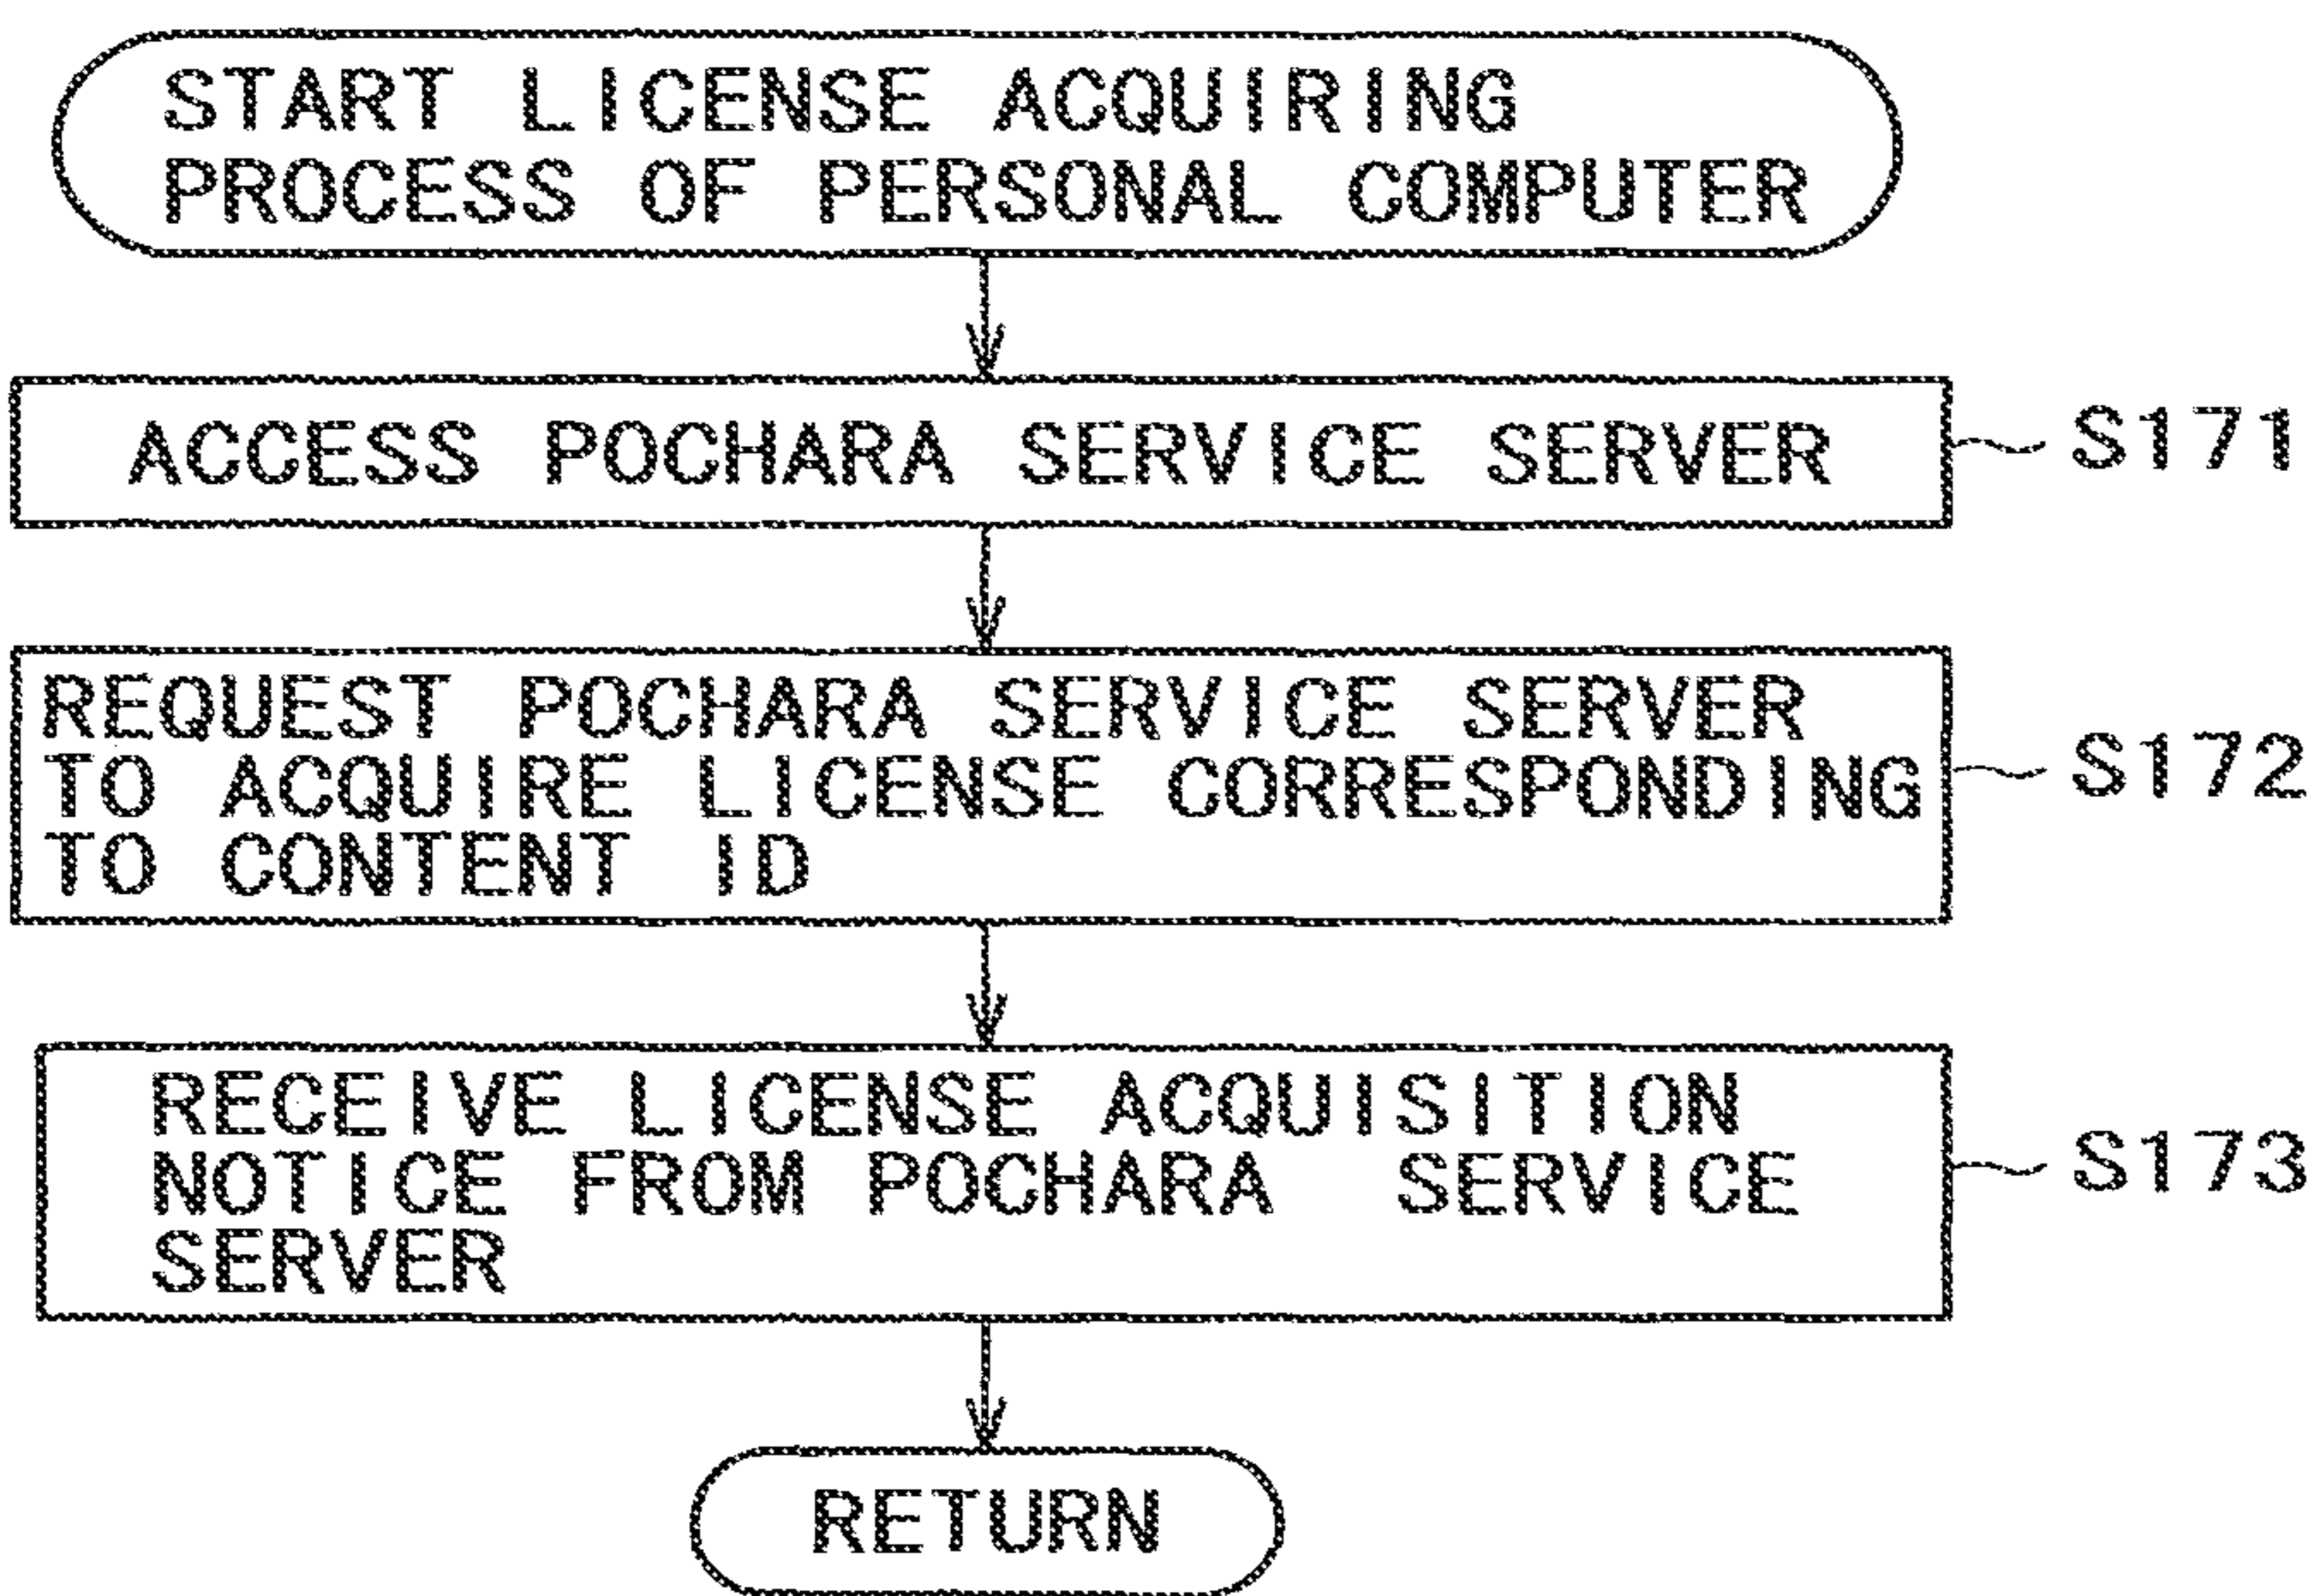 START LICENSE ACQUIRING
PROCESS OF PERSONAL COMPUTER
ACCESS POCHARA SERVICE SERVER
S171
REQUEST POCHARA SERVICE SERVER
TO ACQUIRE LICENSE CORRESPONDING
TO CONTENT ID
S172
RECEIVE LICENSE ACQUISITION
NOTICE FROM POCHARA SERVICE
SERVER
S173
RETURN